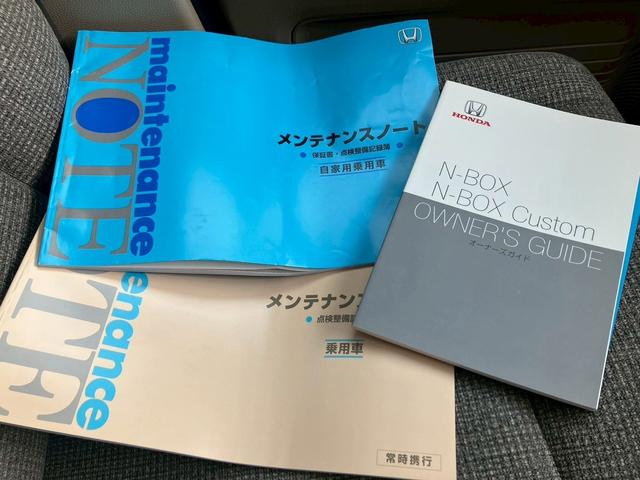 maintenance
NOTE
メンテナンスノート
保証書・点検整備記録簿
自家用乗用車
HONDA
N-BOX
N-BOX Custom
OWNER'S GUIDE
オーナーズガイド
enance
TE
メンテナンス
点検整備記
乗用車
常時携行